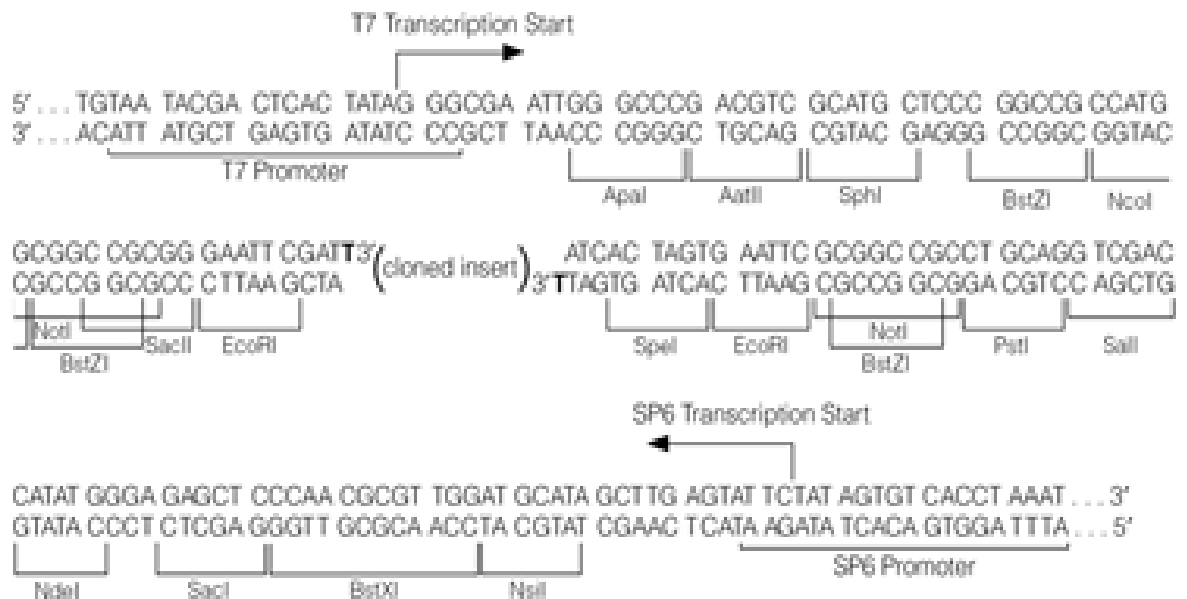 T7 Transcription Start
5' . . . TGTAA TACGA CTCAC TATAG GGCGA ATTGG GCCCG ACGTC GCATG CTCCC GGCCG CCATG
3' . . . ACATT ATGCT GAGTG ATATC CCGCT TAACC CGGGC TGCAG CGTAC GAGGG CCGGC GGTAC
T7 Promoter
ApaI AatII SphI BstZI NcoI
GCGGC CGCGG GAATT CGATT3' (cloned insert) ATCAC TAGTG AATTC GCGGC CGCCT GCAGG TCGAC
CGCCG GCGCC CTTAA GCTA 3'TTAGTG ATCAC TTAAG CGCCG GCGGA CGTCC AGCTG
NotI SacII EcoRI SpeI EcoRI NotI PstI SalI
BstZI BstZI
SP6 Transcription Start
CATAT GGGA GAGCT CCCAA CGCGT TGGAT GCATA GCTTG AGTAT TCTAT AGTGT CACCT AAAT . . . 3'
GTATA CCCT CTCGA GGGTT GCGCA ACCTA CGTAT CGAAC TCATA AGATA TCACA GTGGA TTTA . . . 5'
NdeI SacI BstXI NsiI SP6 Promoter